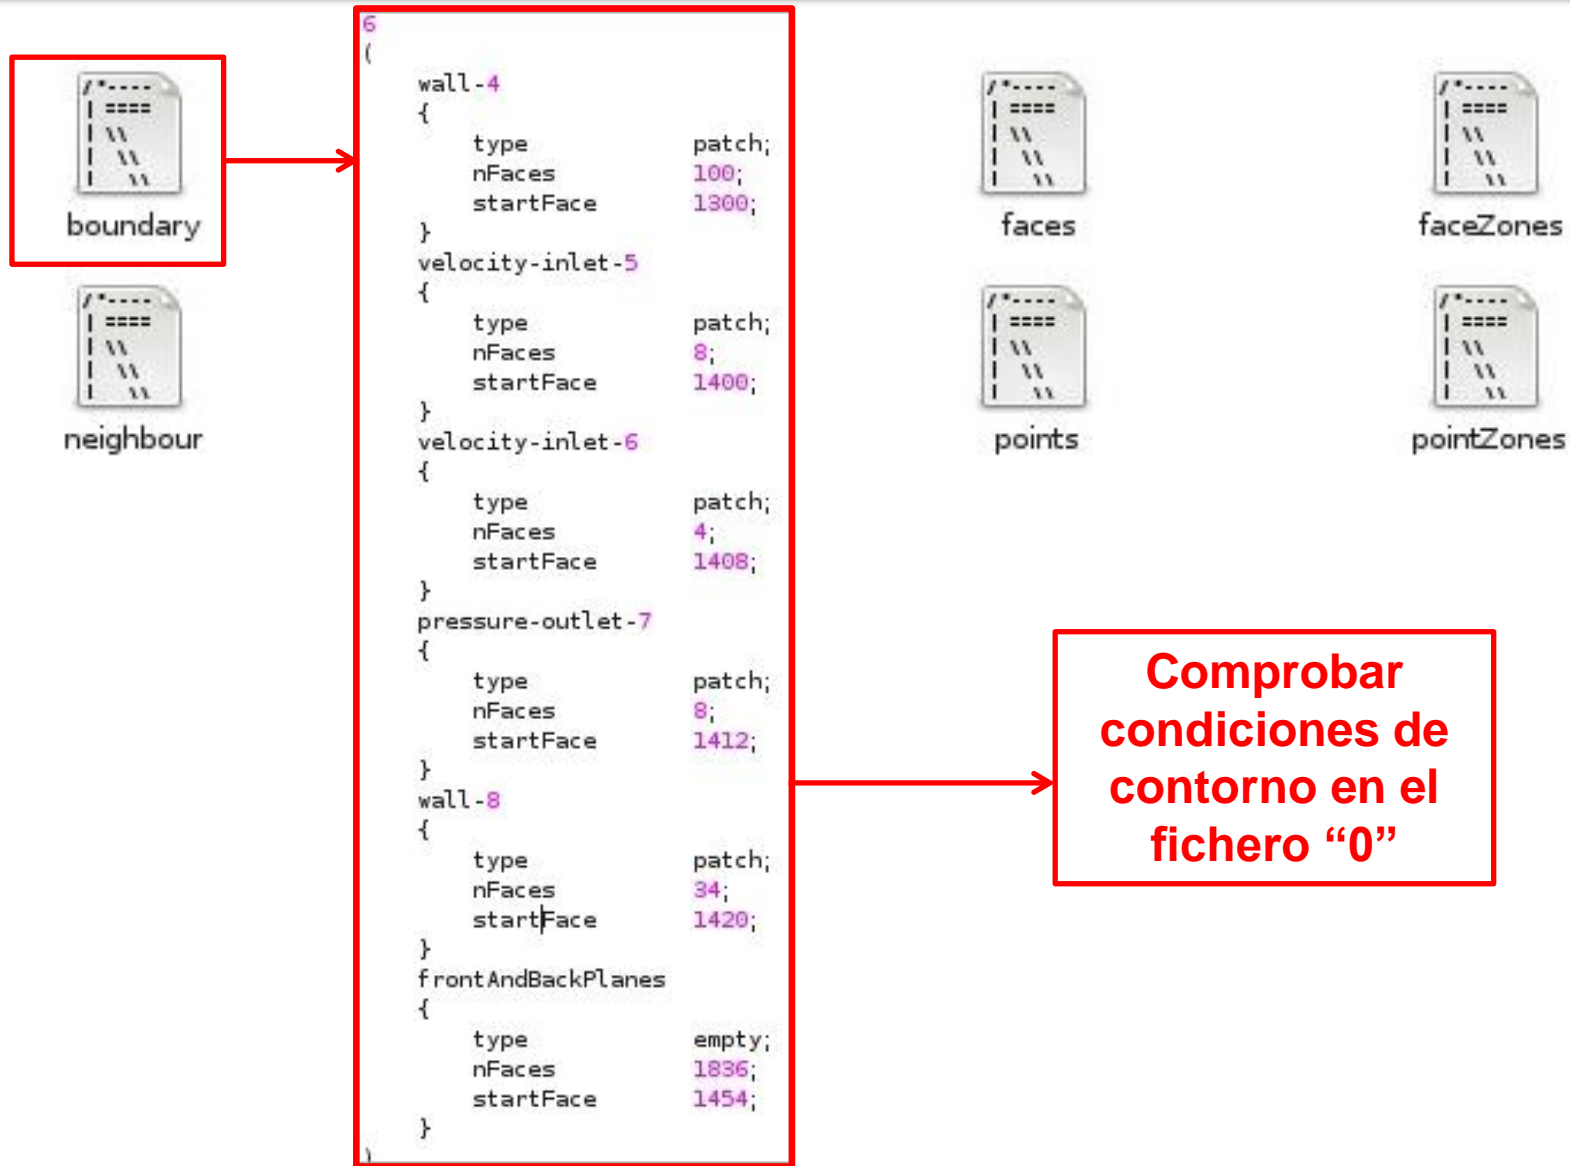 boundary
neighbour
6
(
wall-4
{
type patch;
nFaces 100;
startFace 1300;
}
velocity-inlet-5
{
type patch;
nFaces 8;
startFace 1400;
}
velocity-inlet-6
{
type patch;
nFaces 4;
startFace 1408;
}
pressure-outlet-7
{
type patch;
nFaces 8;
startFace 1412;
}
wall-8
{
type patch;
nFaces 34;
startFace 1420;
}
frontAndBackPlanes
{
type empty;
nFaces 1836;
startFace 1454;
}
)
faces
faceZones
points
pointZones
Comprobar
condiciones de
contorno en el
fichero “0”